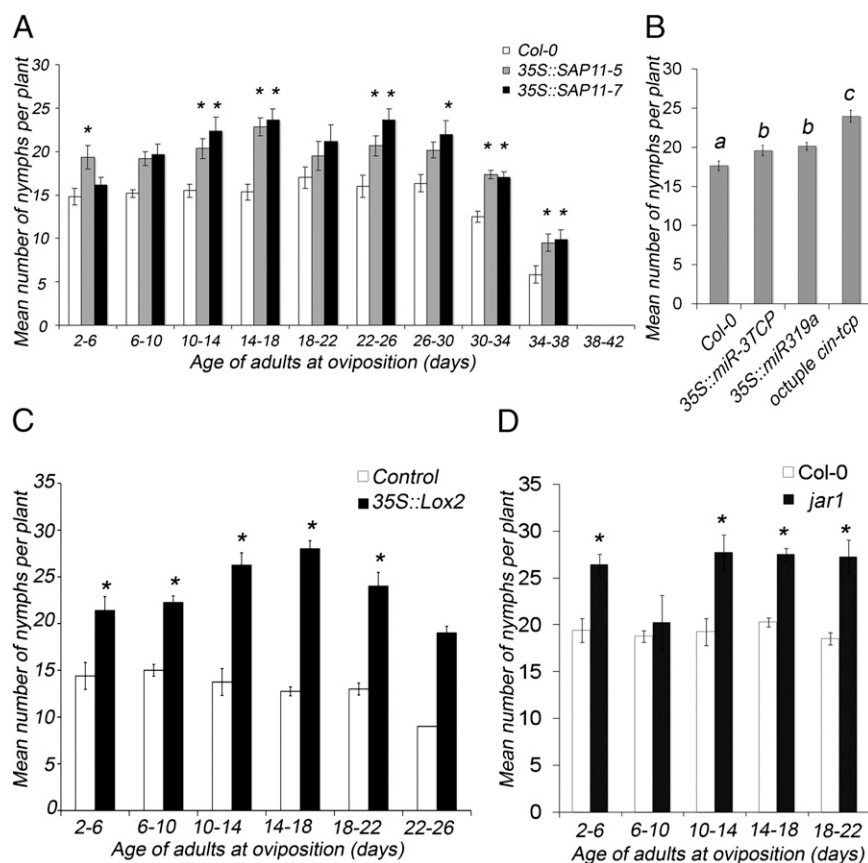 A
Mean number of nymphs per plant
30
25
20
15
10
5
0
Col-0
35S::SAP11-5
35S::SAP11-7
* * * * * * * * * * * *
2-6 6-10 10-14 14-18 18-22 22-26 26-30 30-34 34-38 38-42
Age of adults at oviposition (days)
B
Mean number of nymphs per plant
30
25
20
15
10
5
0
a b b c
Col-0
35S::miR-3TCP
35S::miR319a
octuple cin-tcp
C
Mean number of nymphs per plant
35
30
25
20
15
10
5
0
Control
35S::Lox2
* * * * *
2-6 6-10 10-14 14-18 18-22 22-26
Age of adults at oviposition (days)
D
Mean number of nymphs per plant
35
30
25
20
15
10
5
0
Col-0
jar1
* * * *
2-6 6-10 10-14 14-18 18-22
Age of adults at oviposition (days)